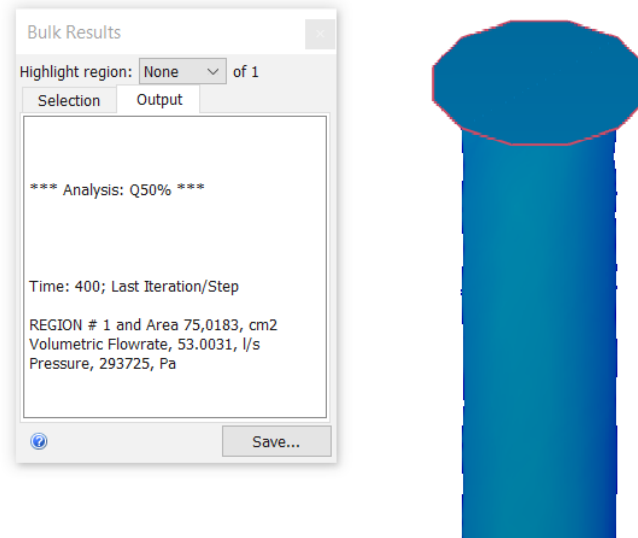 Bulk Results
Highlight region: None of 1
Selection Output
*** Analysis: Q50% ***
Time: 400; Last Iteration/Step
REGION # 1 and Area 75,0183, cm2
Volumetric Flowrate, 53.0031, l/s
Pressure, 293725, Pa
Save...